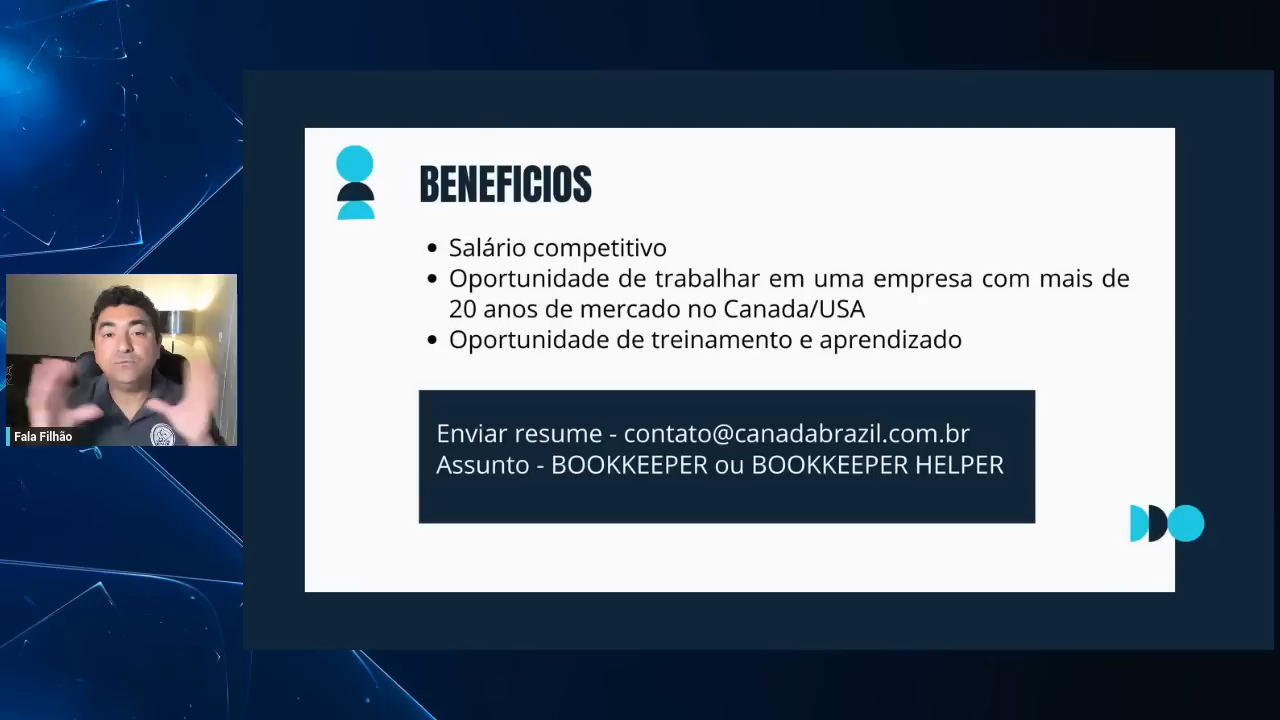 BENEFICIOS
• Salário competitivo
• Oportunidade de trabalhar em uma empresa com mais de
20 anos de mercado no Canada/USA
• Oportunidade de treinamento e aprendizado
Enviar resume - contato@canadabrazil.com.br
Assunto - BOOKKEEPER ou BOOKKEEPER HELPER
Fala Filhão